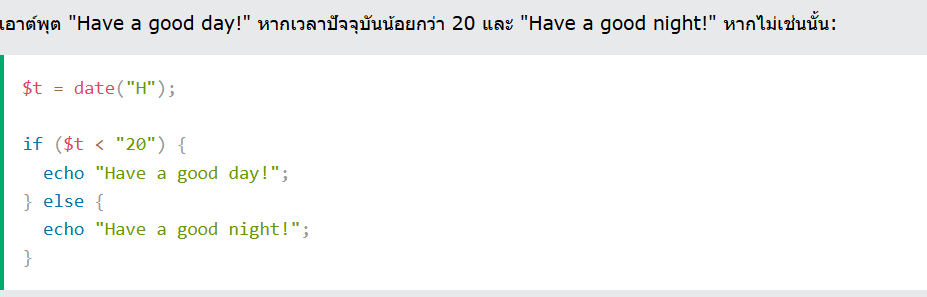 เอาต์พุต "Have a good day!" หากเวลาปัจจุบันน้อยกว่า 20 และ "Have a good night!" หากไม่เช่นนั้น:
$t = date("H");
if ($t < "20") {
  echo "Have a good day!";
} else {
  echo "Have a good night!";
}